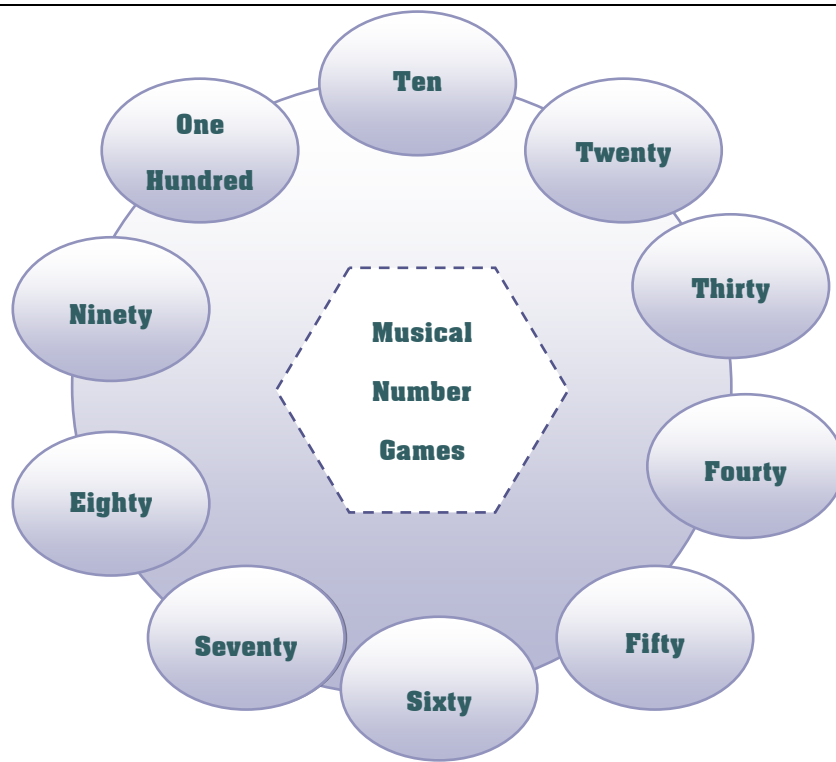 Ten
Twenty
Thirty
Fourty
Fifty
Sixty
Seventy
Eighty
Ninety
One
Hundred
Musical
Number
Games